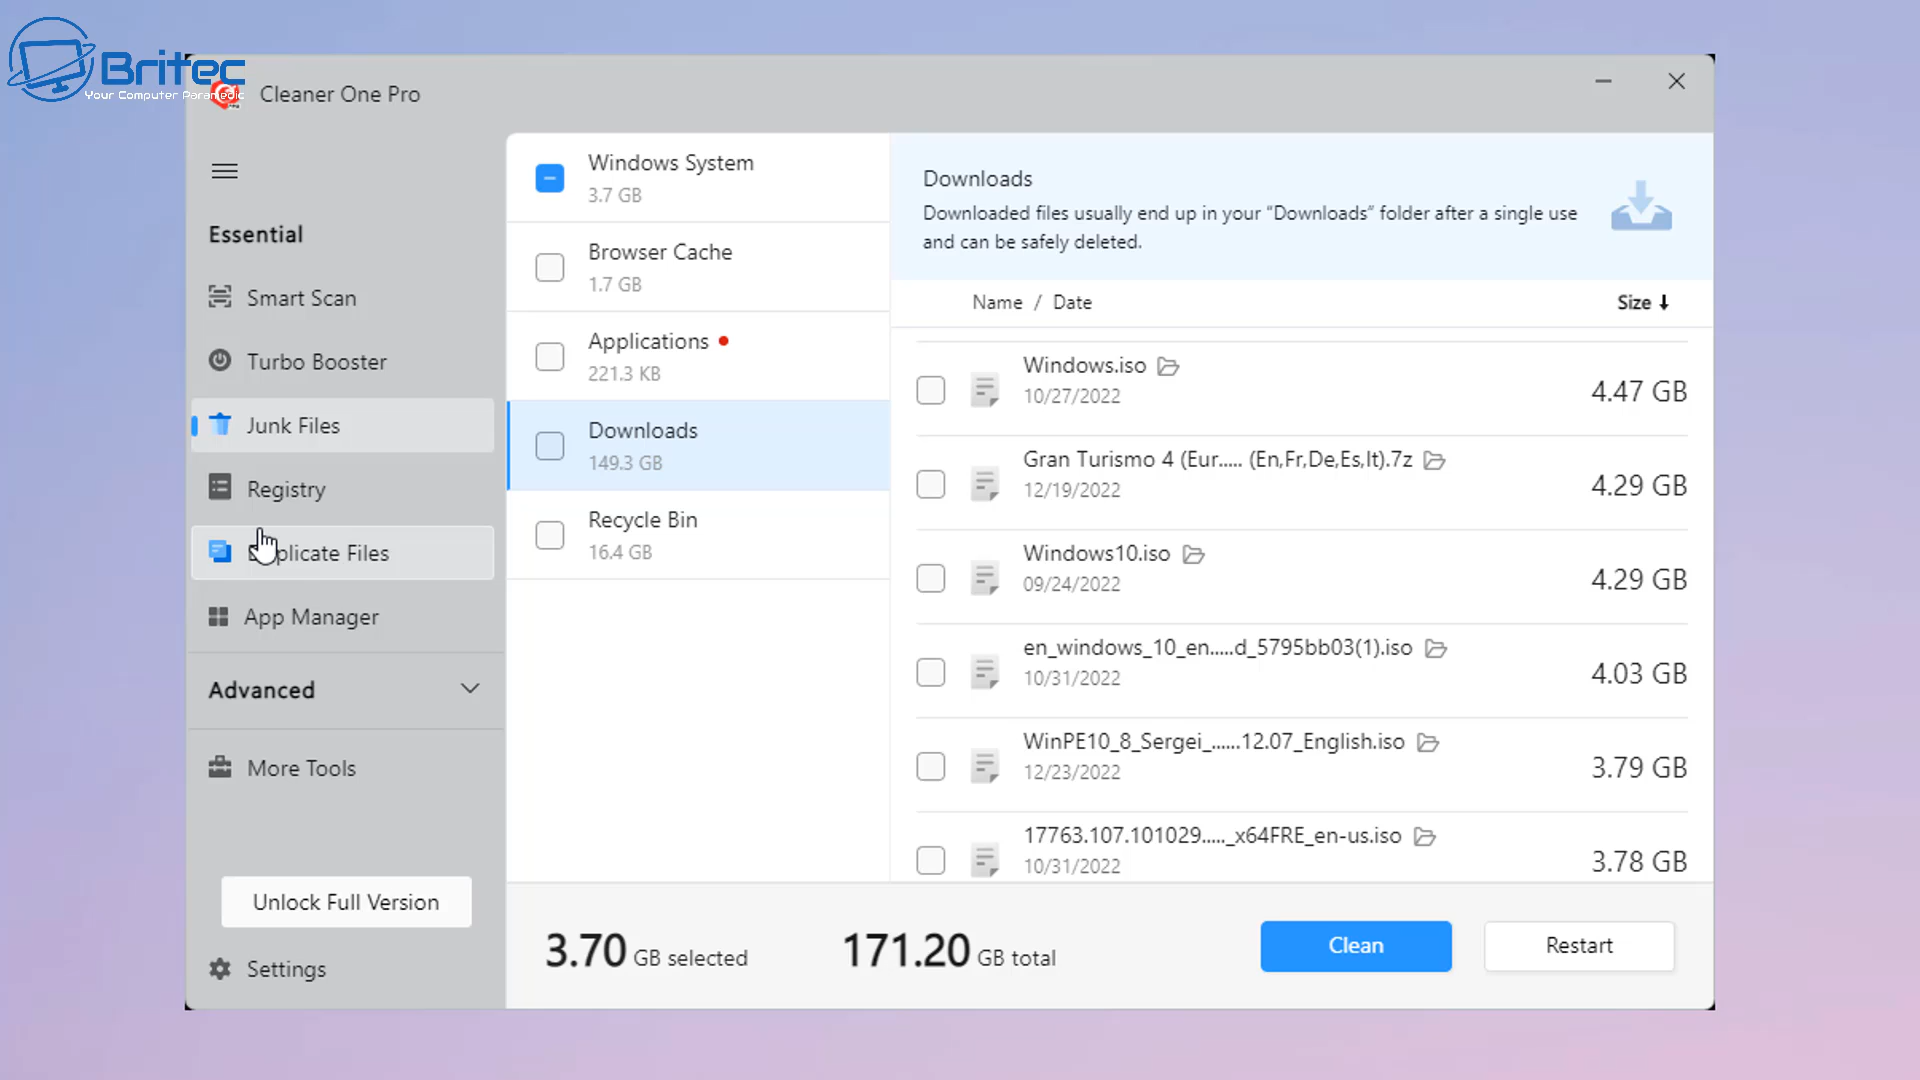 Britec
Your Computer Paramedic
Cleaner One Pro
Essential
Smart Scan
Turbo Booster
Junk Files
Registry
plicate Files
App Manager
Advanced
More Tools
Unlock Full Version
Settings
Windows System
3.7 GB
Browser Cache
1.7 GB
Applications
221.3 KB
Downloads
149.3 GB
Recycle Bin
16.4 GB
Downloads
Downloaded files usually end up in your “Downloads” folder after a single use
and can be safely deleted.
Name / Date Size
Windows.iso
10/27/2022
4.47 GB
Gran Turismo 4 (Eur..... (En,Fr,De,Es,It).7z
12/19/2022
4.29 GB
Windows10.iso
09/24/2022
4.29 GB
en_windows_10_en.....d_5795bb03(1).iso
10/31/2022
4.03 GB
WinPE10_8_Sergei_......12.07_English.iso
12/23/2022
3.79 GB
17763.107.101029....._x64FRE_en-us.iso
10/31/2022
3.78 GB
3.70 GB selected
171.20 GB total
Clean
Restart